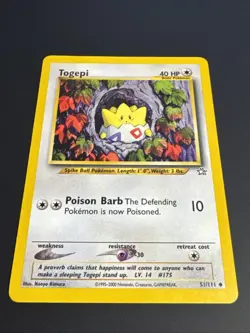 Togepi
40 HP
Baby Pokémon
Spike Ball Pokémon. Length: 1' 0", Weight: 3 lbs.
Poison Barb The Defending
Pokémon is now Poisoned.
10
weakness
resistance
retreat cost
-30
A proverb claims that happiness will come to anyone who can
make a sleeping Togepi stand up. LV. 14 #175
Illus. Kagemaru Himeno
©1995-2000 Nintendo, Creatures, GAMEFREAK.
51/111